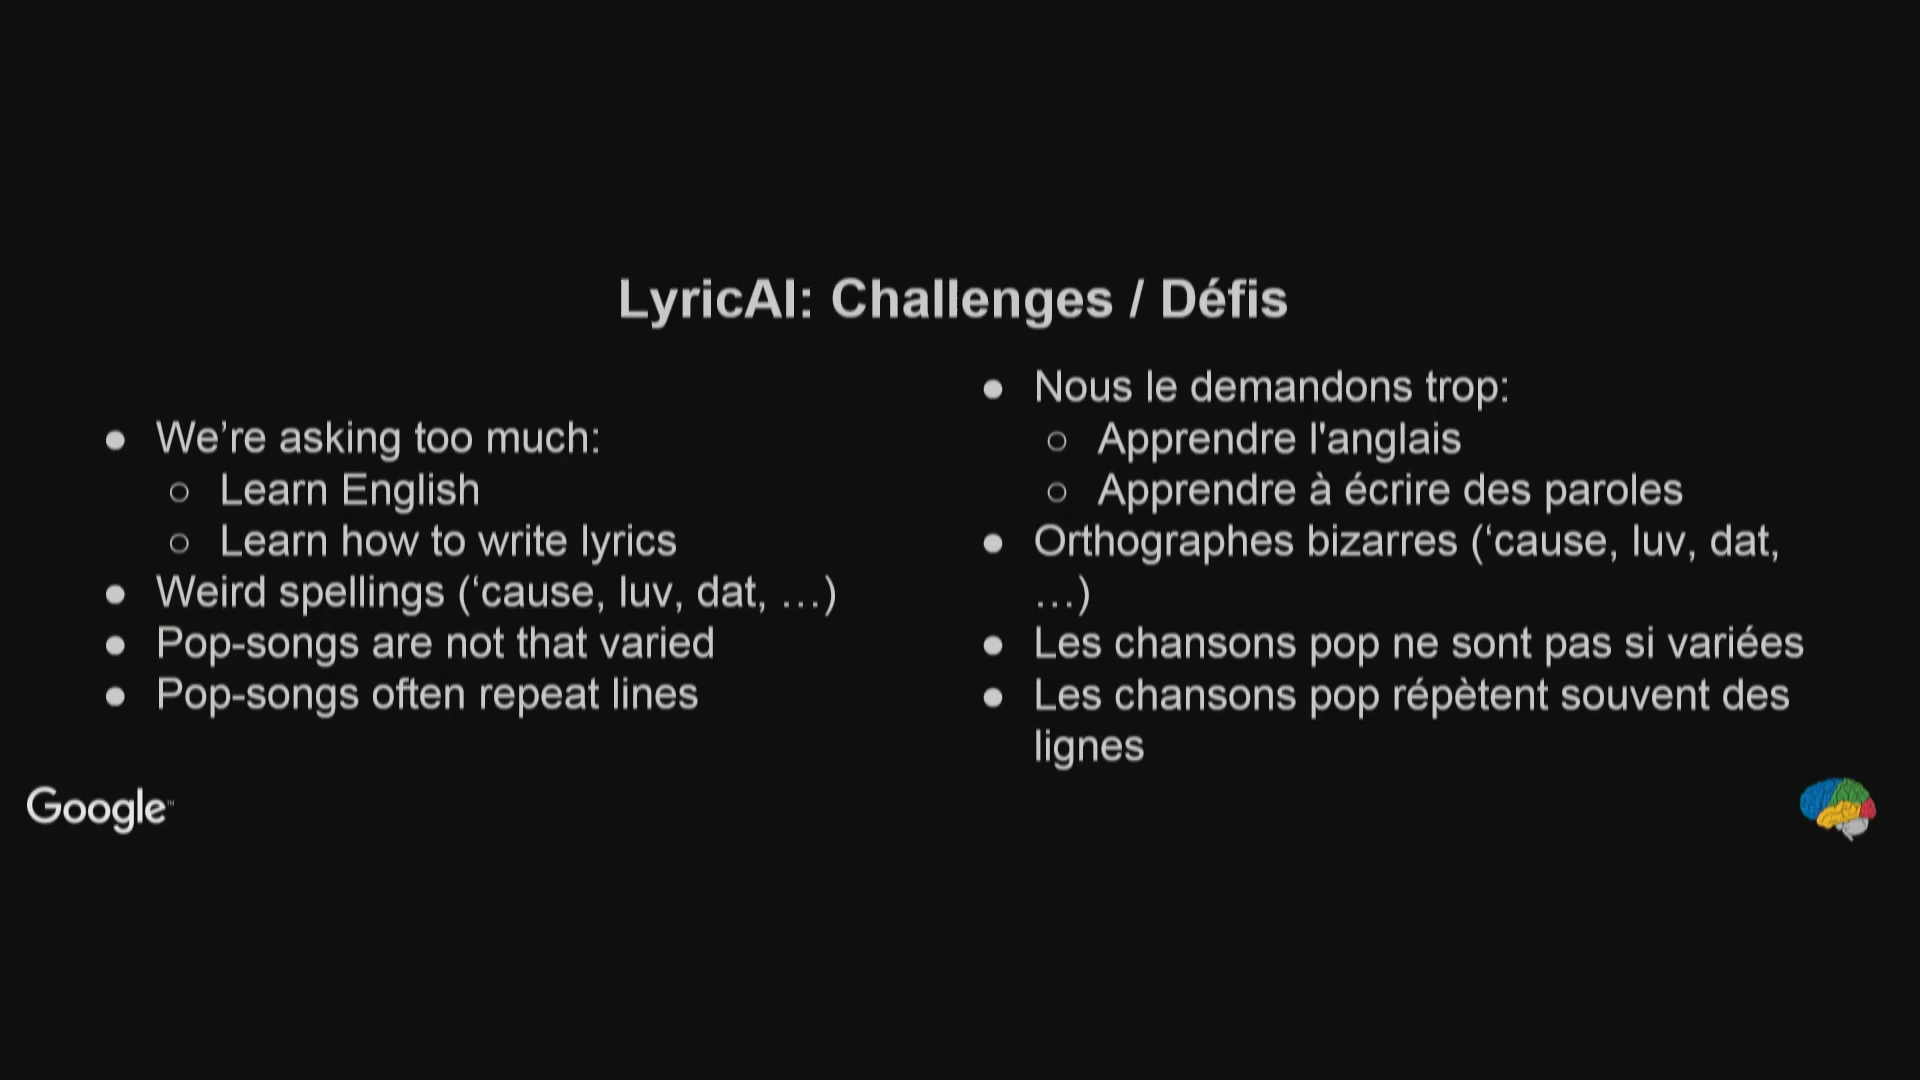 LyricAI: Challenges / Défis
● We’re asking too much:
○ Learn English
○ Learn how to write lyrics
● Weird spellings (‘cause, luv, dat, …)
● Pop-songs are not that varied
● Pop-songs often repeat lines
● Nous le demandons trop:
○ Apprendre l'anglais
○ Apprendre à écrire des paroles
● Orthographes bizarres (‘cause, luv, dat,
…)
● Les chansons pop ne sont pas si variées
● Les chansons pop répètent souvent des
lignes
Google™